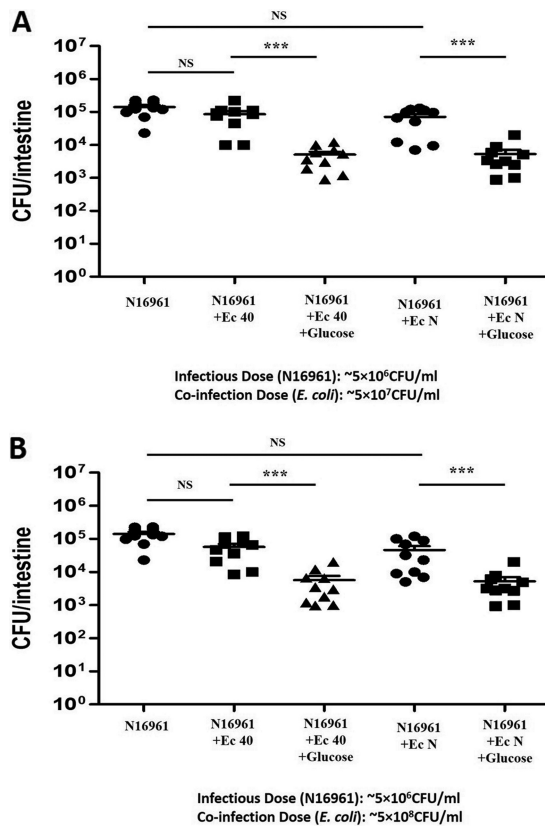 A
NS
NS
***
***
CFU/intestine
10⁷
10⁶
10⁵
10⁴
10³
10²
10¹
10⁰
N16961
N16961
+Ec 40
N16961
+Ec 40
+Glucose
N16961
+Ec N
N16961
+Ec N
+Glucose
Infectious Dose (N16961): ~5×10⁶CFU/ml
Co-infection Dose (E. coli): ~5×10⁷CFU/ml
B
NS
NS
***
***
CFU/intestine
10⁷
10⁶
10⁵
10⁴
10³
10²
10¹
10⁰
N16961
N16961
+Ec 40
N16961
+Ec 40
+Glucose
N16961
+Ec N
N16961
+Ec N
+Glucose
Infectious Dose (N16961): ~5×10⁶CFU/ml
Co-infection Dose (E. coli): ~5×10⁸CFU/ml